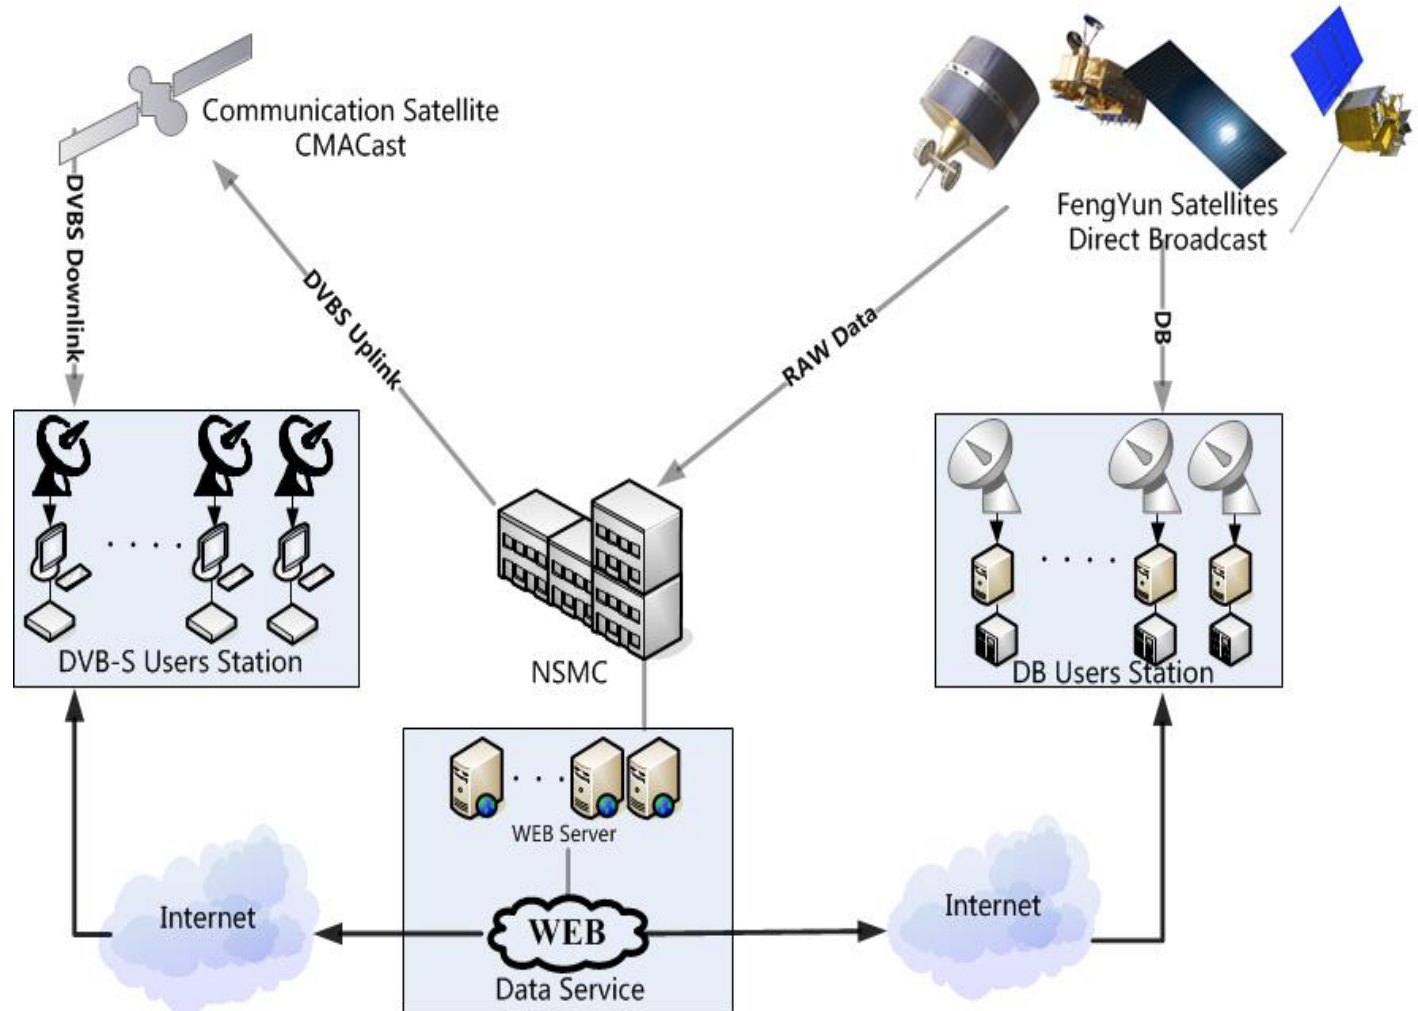 Communication Satellite
CMACast
FengYun Satellites
Direct Broadcast
DVBS Downlink
DVBS Uplink
RAW Data
DB
DVB-S Users Station
NSMC
DB Users Station
WEB Server
Internet
WEB
Internet
Data Service